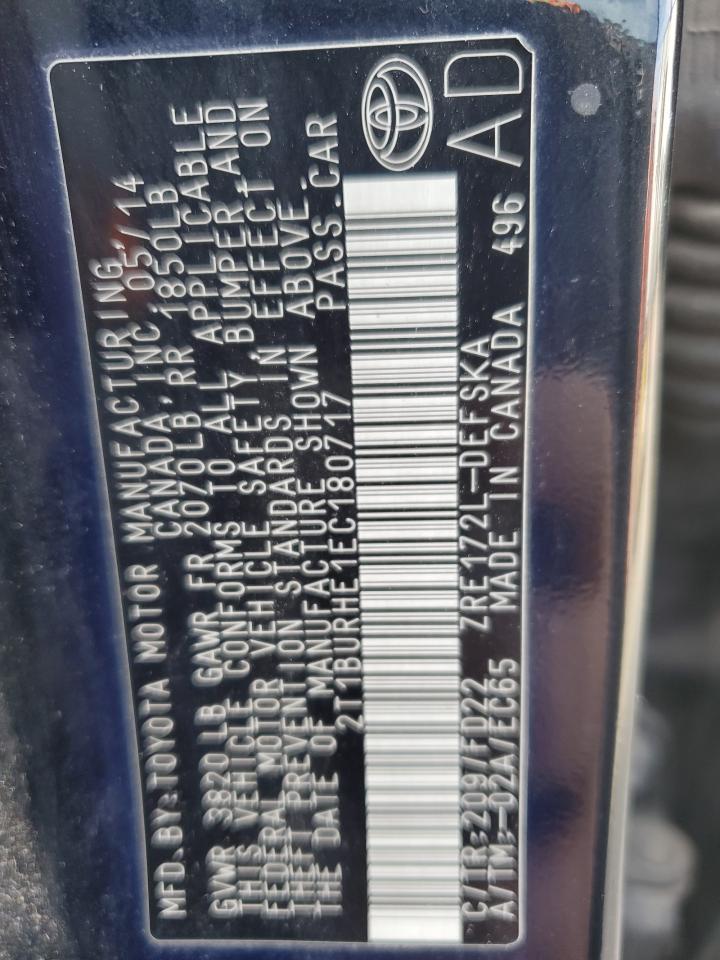 MFD.BY:TOYOTA MOTOR MANUFACTURING
CANADA, INC 05/14
GVWR 3820LB GAWR FR 2070LB RR 1850LB
THIS VEHICLE CONFORMS TO ALL APPLICABLE
FEDERAL MOTOR VEHICLE SAFETY, BUMPER, AND
THEFT PREVENTION STANDARDS IN EFFECT ON
THE DATE OF MANUFACTURE SHOWN ABOVE.
2T1BURHE1EC180717 PASS.CAR
C/TR:209/FD22 ZRE172L-DEFSKA
A/TM:-02A/EC65 MADE IN CANADA 496
AD